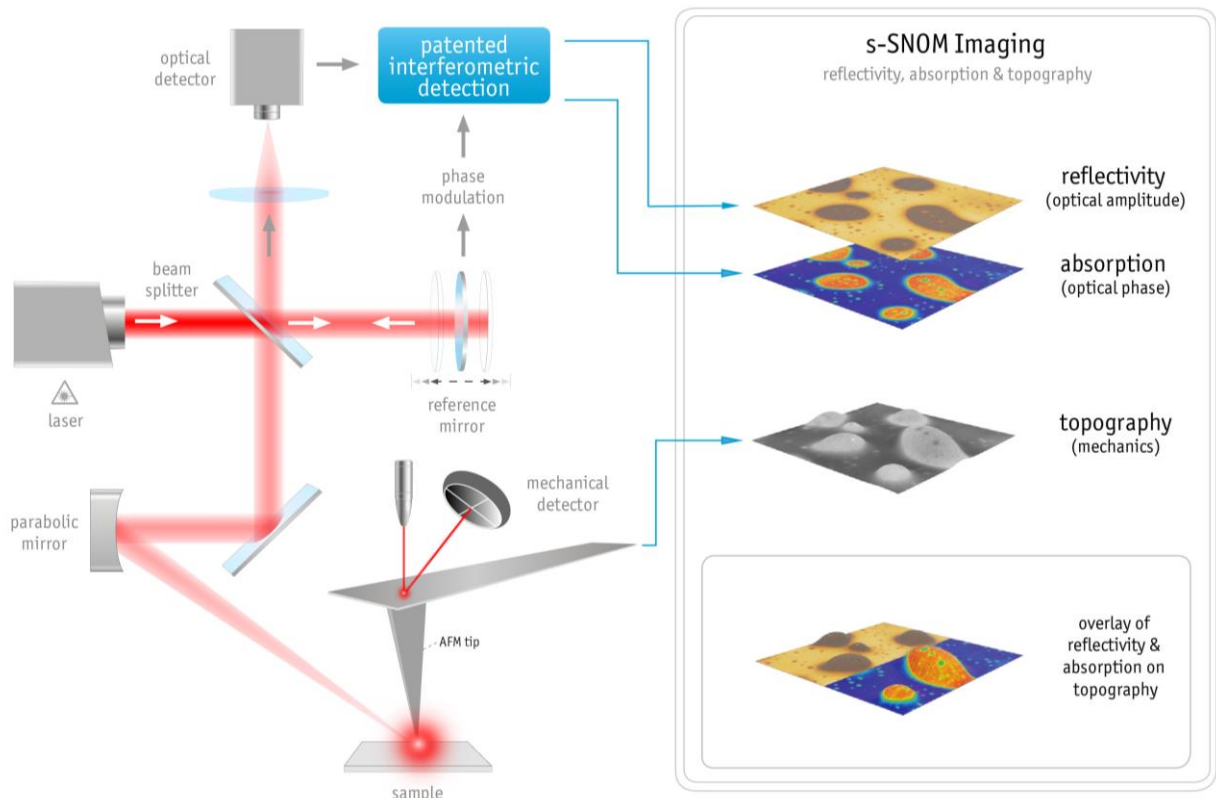 optical
detector
patented
interferometric
detection
phase
modulation
beam
splitter
laser
reference
mirror
parabolic
mirror
mechanical
detector
AFM tip
sample
s-SNOM Imaging
reflectivity, absorption & topography
reflectivity
(optical amplitude)
absorption
(optical phase)
topography
(mechanics)
overlay of
reflectivity &
absorption on
topography